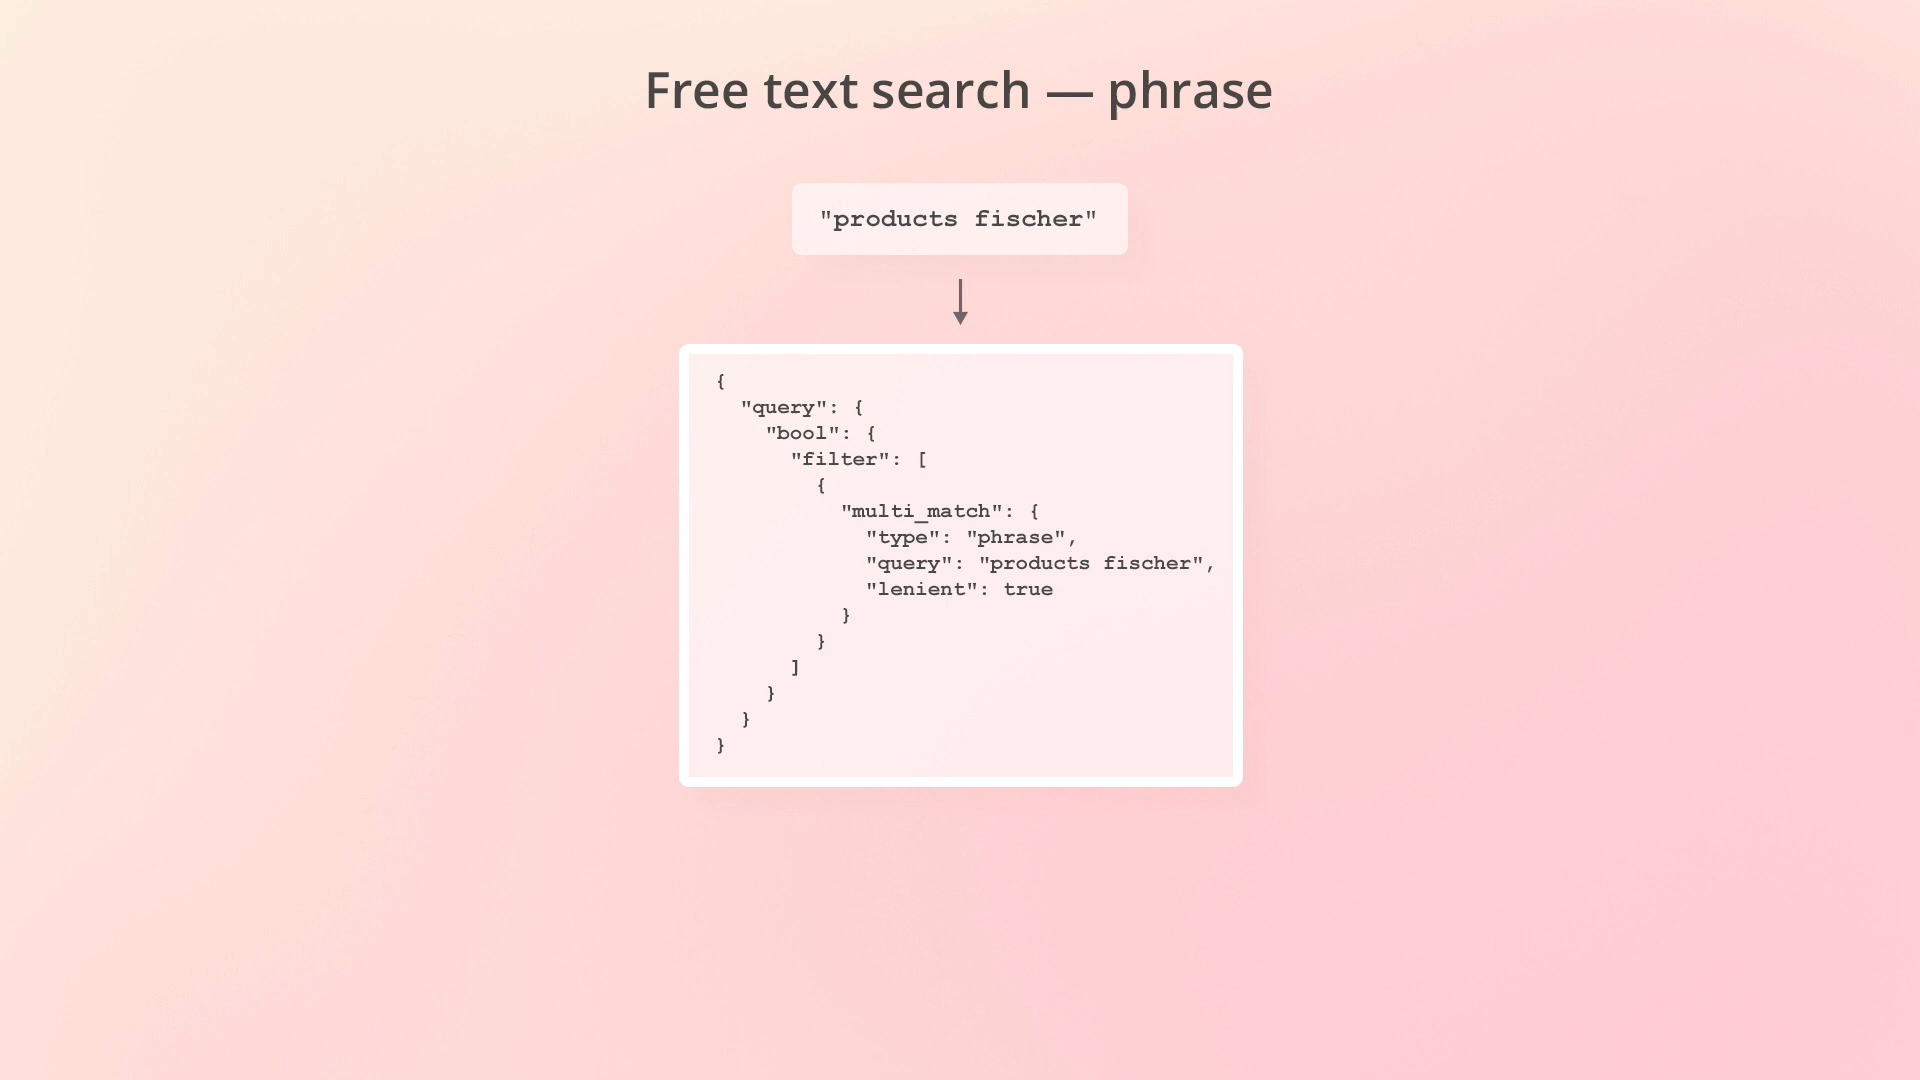 Free text search — phrase
"products fischer"
{
  "query": {
    "bool": {
      "filter": [
        {
          "multi_match": {
            "type": "phrase",
            "query": "products fischer",
            "lenient": true
          }
        }
      ]
    }
  }
}